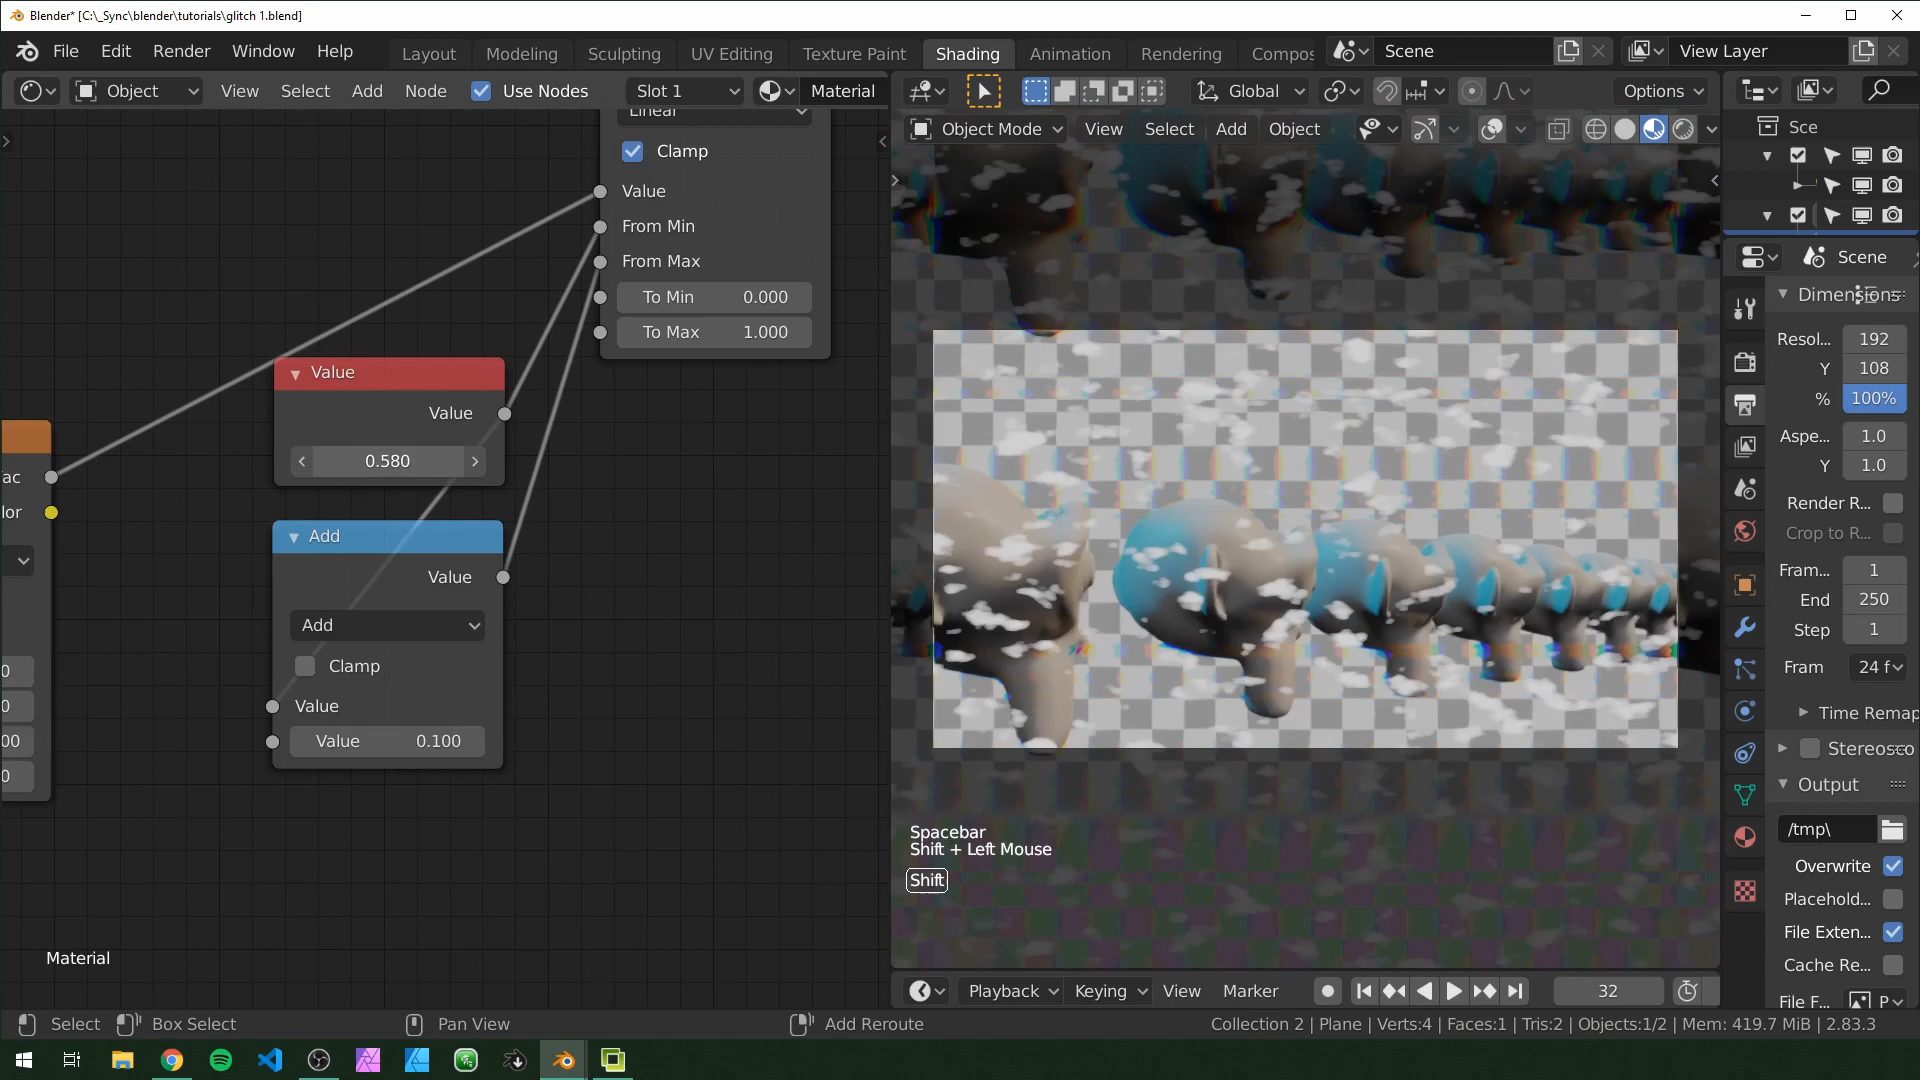 Blender* [C:\_Sync\blender\tutorials\glitch 1.blend]
File Edit Render Window Help
Layout Modeling Sculpting UV Editing Texture Paint Shading Animation Rendering Compos
Scene
View Layer
Object View Select Add Node Use Nodes Slot 1 Material
Global
Options
Object Mode View Select Add Object
Sce
Linear
Clamp
Value
From Min
From Max
To Min 0.000
To Max 1.000
Value
Value
0.580
ac
lor
Add
Value
Add
Clamp
Value
Value 0.100
0
0
00
0
Material
Spacebar
Shift + Left Mouse
Shift
Scene
Dimensions
Resol... 192
Y 108
% 100%
Aspe... 1.0
Y 1.0
Render R...
Crop to R...
Fram... 1
End 250
Step 1
Fram 24 f
Time Remap
Stereosco
Output
/tmp\
Overwrite
Placehold...
File Exten...
Cache Re...
File F... P
Playback Keying View Marker 32
Select Box Select Pan View Add Reroute
Collection 2 | Plane | Verts:4 | Faces:1 | Tris:2 | Objects:1/2 | Mem: 419.7 MiB | 2.83.3